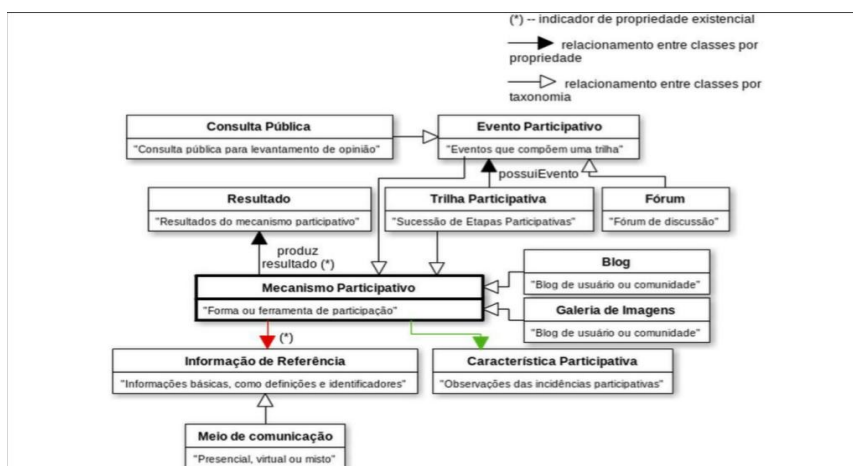 (*) -- indicador de propriedade existencial
relacionamento entre classes por
propriedade
relacionamento entre classes por
taxonomia
Consulta Pública
"Consulta pública para levantamento de opinião"
Evento Participativo
"Eventos que compõem uma trilha"
possuiEvento
Resultado
"Resultados do mecanismo participativo"
Trilha Participativa
"Sucessão de Etapas Participativas"
Fórum
"Fórum de discussão"
produz
resultado (*)
Mecanismo Participativo
"Forma ou ferramenta de participação"
Blog
"Blog de usuário ou comunidade"
Galeria de Imagens
"Blog de usuário ou comunidade"
(*)
Informação de Referência
"Informações básicas, como definições e identificadores"
Característica Participativa
"Observações das incidências participativas"
Meio de comunicação
"Presencial, virtual ou misto"